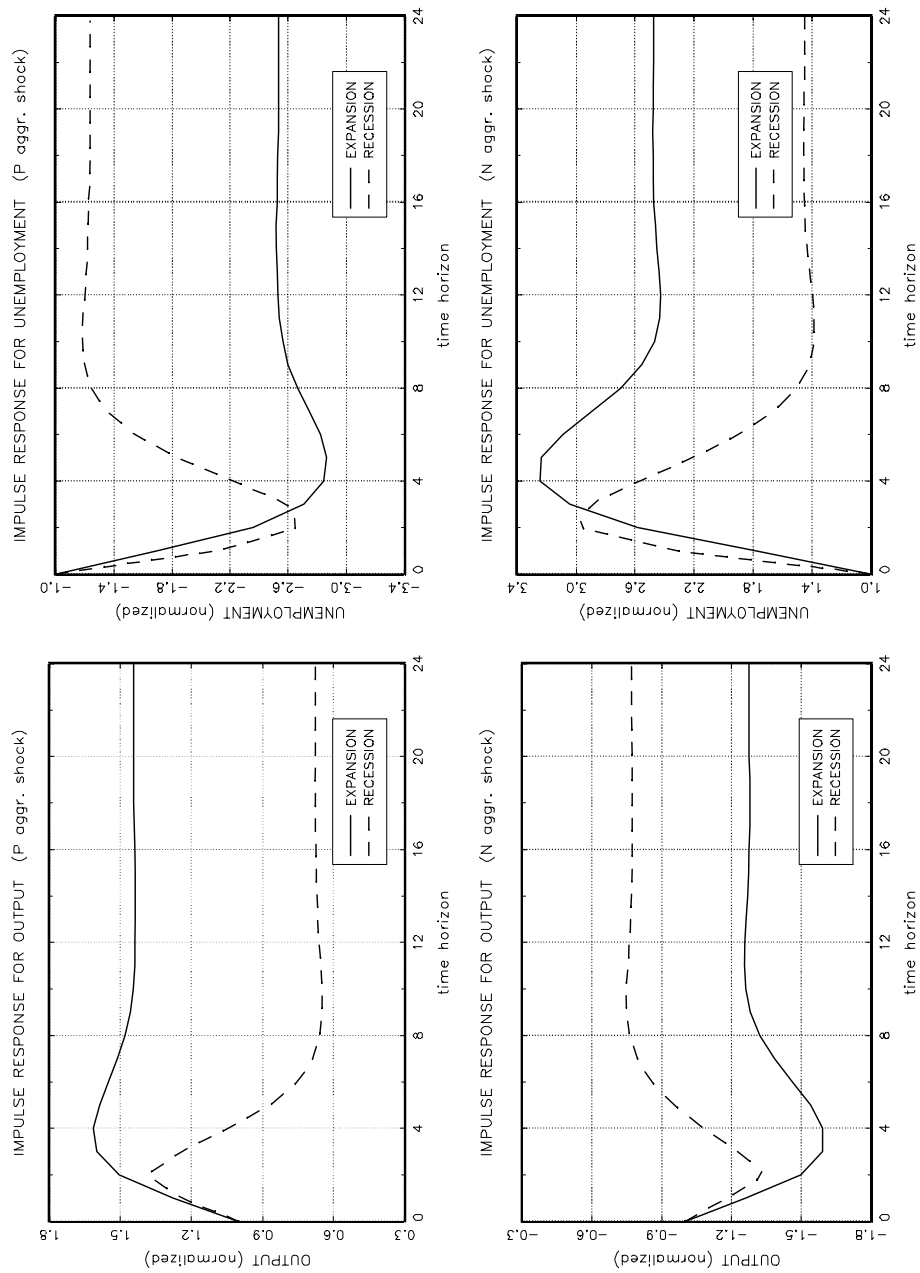 IMPULSE RESPONSE FOR OUTPUT (P aggr. shock)
OUTPUT (normalized)
1.8
1.5
1.2
0.9
0.6
0.3
0 4 8 12 16 20 24
time horizon
EXPANSION
RECESSION
IMPULSE RESPONSE FOR UNEMPLOYMENT (P aggr. shock)
UNEMPLOYMENT (normalized)
-1.0
-1.4
-1.8
-2.2
-2.6
-3.0
-3.4
0 4 8 12 16 20 24
time horizon
EXPANSION
RECESSION
IMPULSE RESPONSE FOR OUTPUT (N aggr. shock)
OUTPUT (normalized)
-0.3
-0.6
-0.9
-1.2
-1.5
-1.8
0 4 8 12 16 20 24
time horizon
EXPANSION
RECESSION
IMPULSE RESPONSE FOR UNEMPLOYMENT (N aggr. shock)
UNEMPLOYMENT (normalized)
3.4
3.0
2.6
2.2
1.8
1.4
1.0
0 4 8 12 16 20 24
time horizon
EXPANSION
RECESSION